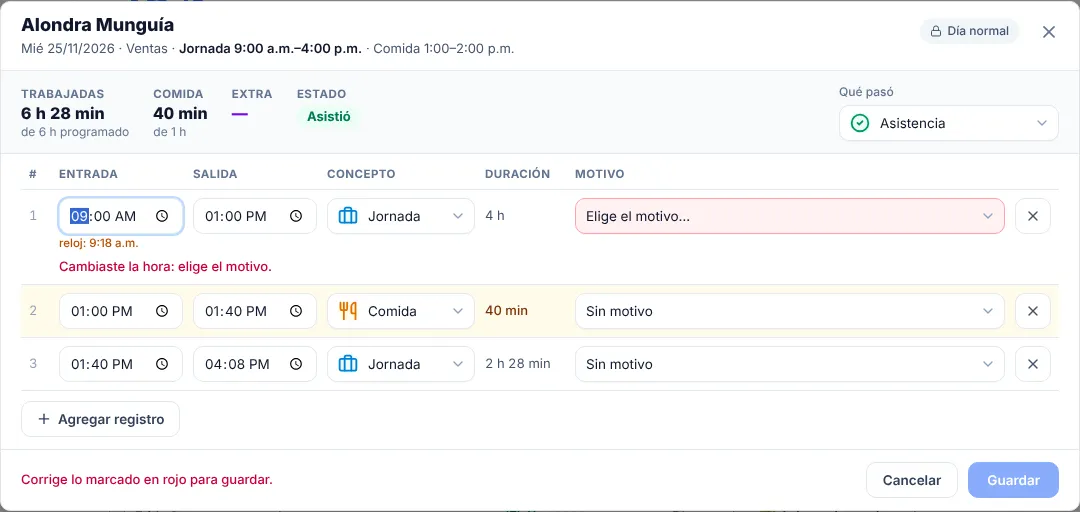 Alondra Munguía
Mié 25/11/2026 · Ventas · Jornada 9:00 a.m.–4:00 p.m. · Comida 1:00–2:00 p.m.
Día normal
TRABAJADAS
6 h 28 min
de 6 h programado
COMIDA
40 min
de 1 h
EXTRA
—
ESTADO
Asistió
Qué pasó
Asistencia
# ENTRADA SALIDA CONCEPTO DURACIÓN MOTIVO
1 09:00 AM 01:00 PM Jornada 4 h Elige el motivo...
reloj: 9:18 a.m.
Cambiaste la hora: elige el motivo.
2 01:00 PM 01:40 PM Comida 40 min Sin motivo
3 01:40 PM 04:08 PM Jornada 2 h 28 min Sin motivo
+ Agregar registro
Corrige lo marcado en rojo para guardar.
Cancelar
Guardar